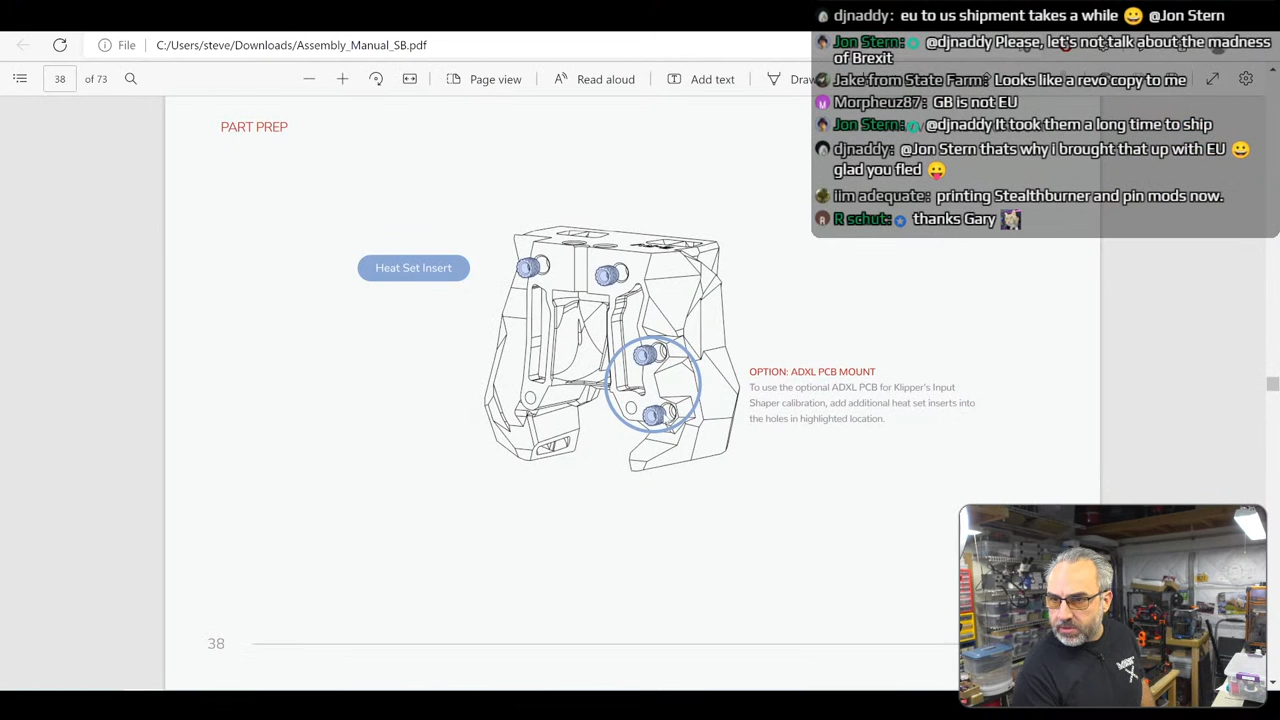 djnaddy: eu to us shipment takes a while 😀 @Jon Stern
File
C:/Users/steve/Downloads/Assembly_Manual_SB.pdf
Jon Stern: @djnaddy Please, let's not talk about the madness
of Brexit
38
of 73
Page view
Read aloud
Add text
Draw
Jake from State Farm: Looks like a revo copy to me
Morpheuz87: GB is not EU
Jon Stern: @djnaddy It took them a long time to ship
djnaddy: @Jon Stern thats why i brought that up with EU 😀
glad you fled 😛
iim adequate: printing Stealthburner and pin mods now.
R schut: thanks Gary
PART PREP
Heat Set Insert
OPTION: ADXL PCB MOUNT
To use the optional ADXL PCB for Klipper's Input
Shaper calibration, add additional heat set inserts into
the holes in highlighted location.
38